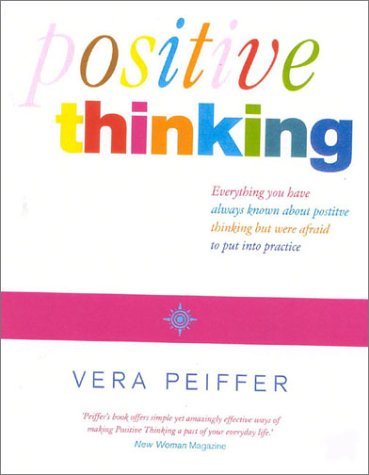 positive
thinking
Everything you have
always known about postitve
thinking but were afraid
to put into practice
VERA PEIFFER
'Peiffer's book offers simple yet amazingly effective ways of
making Positive Thinking a part of your everyday life.'
New Woman Magazine